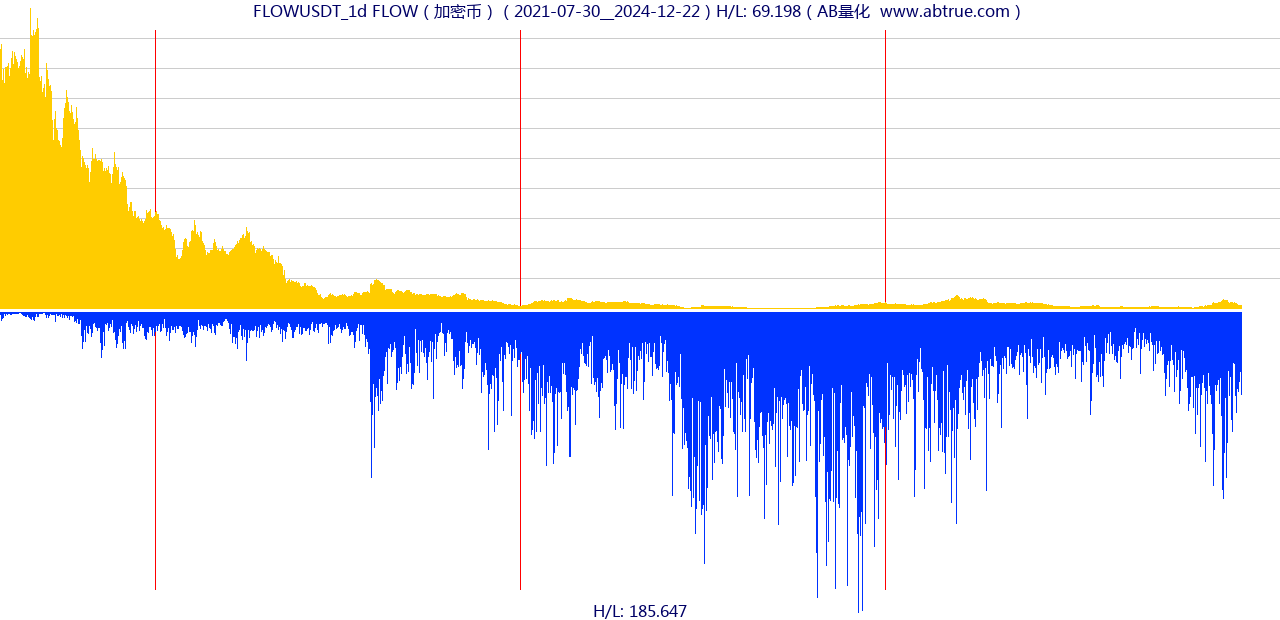 FLOWUSDT_1d FLOW（加密币）（2021-07-30__2024-12-22）H/L: 69.198（AB量化  www.abtrue.com）
H/L: 185.647